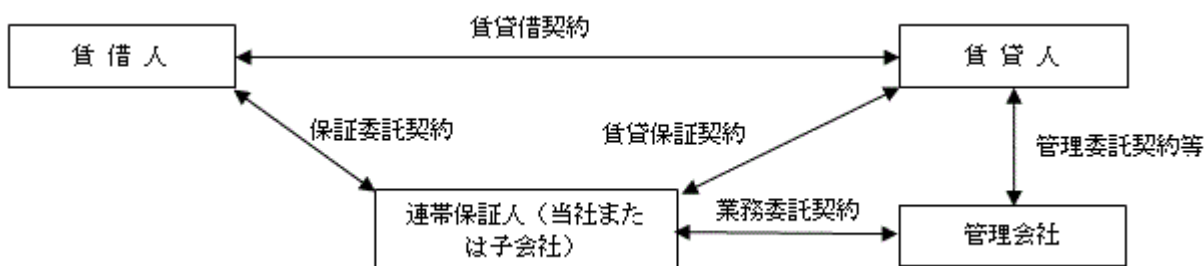 賃貸借契約
賃 借 人
賃 貸 人
保証委託契約
賃貸保証契約
管理委託契約等
連帯保証人（当社また
は子会社）
業務委託契約
管理会社